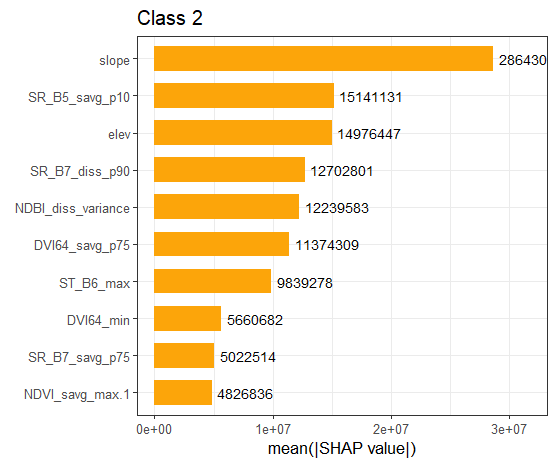 Class 2
slope 286430
SR_B5_savg_p10 15141131
elev 14976447
SR_B7_diss_p90 12702801
NDBI_diss_variance 12239583
DVI64_savg_p75 11374309
ST_B6_max 9839278
DVI64_min 5660682
SR_B7_savg_p75 5022514
NDVI_savg_max.1 4826836
0e+00 1e+07 2e+07 3e+07
mean(|SHAP value|)